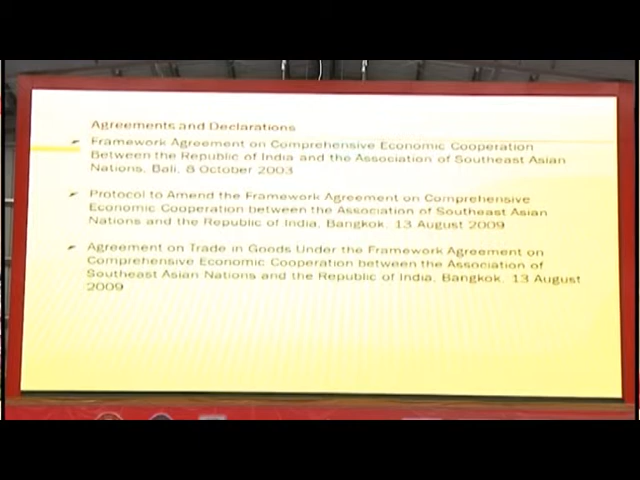 Agreements and Declarations
Framework Agreement on Comprehensive Economic Cooperation
Between the Republic of India and the Association of Southeast Asian
Nations, Bali, 8 October 2003
Protocol to Amend the Framework Agreement on Comprehensive
Economic Cooperation between the Association of Southeast Asian
Nations and the Republic of India, Bangkok, 13 August 2009
Agreement on Trade in Goods Under the Framework Agreement on
Comprehensive Economic Cooperation between the Association of
Southeast Asian Nations and the Republic of India, Bangkok, 13 August
2009